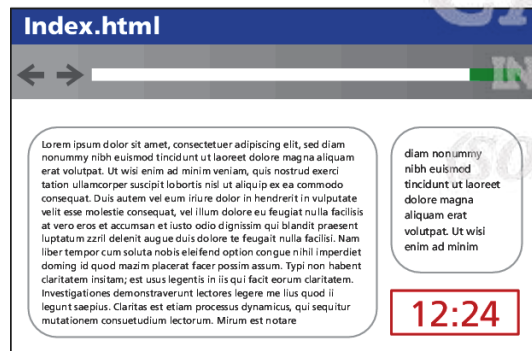 Index.html
Lorem ipsum dolor sit amet, consectetuer adipiscing elit, sed diam
nonummy nibh euismod tincidunt ut laoreet dolore magna aliquam
erat volutpat. Ut wisi enim ad minim veniam, quis nostrud exerci
tation ullamcorper suscipit lobortis nisl ut aliquip ex ea commodo
consequat. Duis autem vel eum iriure dolor in hendrerit in vulputate
velit esse molestie consequat, vel illum dolore eu feugiat nulla facilisis
at vero eros et accumsan et iusto odio dignissim qui blandit praesent
luptatum zzril delenit augue duis dolore te feugait nulla facilisi. Nam
liber tempor cum soluta nobis eleifend option congue nihil imperdiet
doming id quod mazim placerat facer possim assum. Typi non habent
claritatem insitam; est usus legentis in iis qui facit eorum claritatem.
Investigationes demonstraverunt lectores legere me lius quod ii
legunt saepius. Claritas est etiam processus dynamicus, qui sequitur
mutationem consuetudium lectorum. Mirum est notare
diam nonummy
nibh euismod
tincidunt ut laoreet
dolore magna
aliquam erat
volutpat. Ut wisi
enim ad minim
12:24